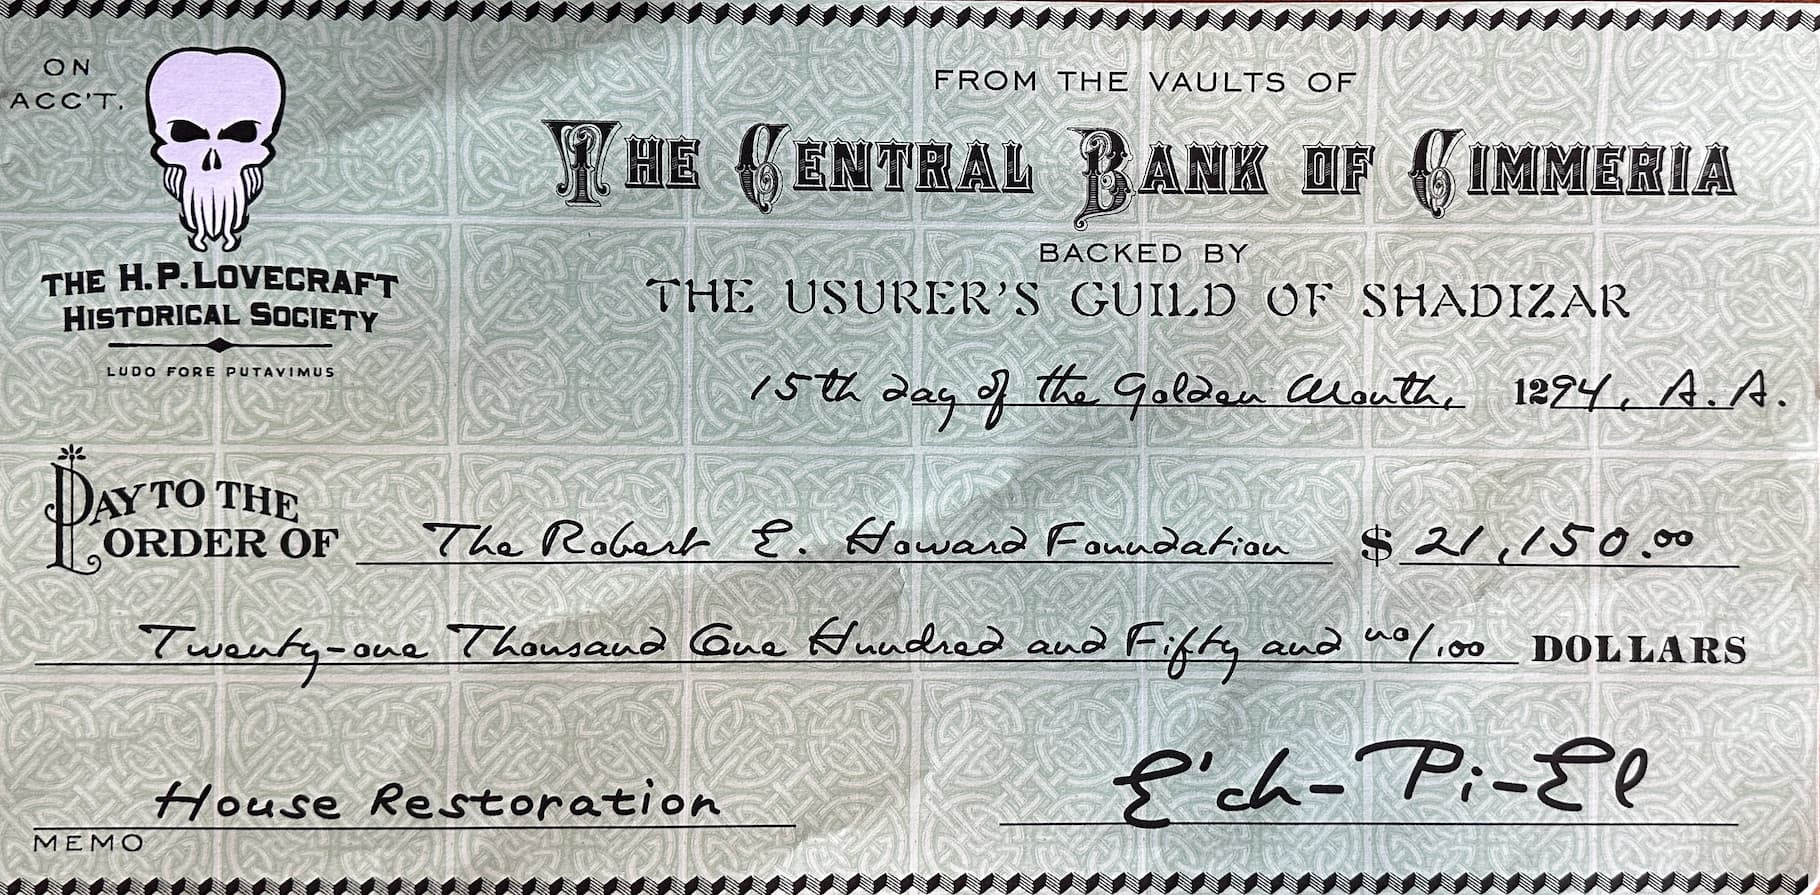 ON
ACC'T.
THE H.P. LOVECRAFT
HISTORICAL SOCIETY
LUDO FORE PUTAVIMUS
FROM THE VAULTS OF
THE CENTRAL BANK OF CIMMERIA
BACKED BY
THE USURER'S GUILD OF SHADIZAR
15th day of the Golden Month, 1294, A.A.
PAY TO THE
ORDER OF The Robert E. Howard Foundation $ 21,150.00
Twenty-one Thousand One Hundred and Fifty and no/100 DOLLARS
House Restoration E'ch-Pi-El
MEMO